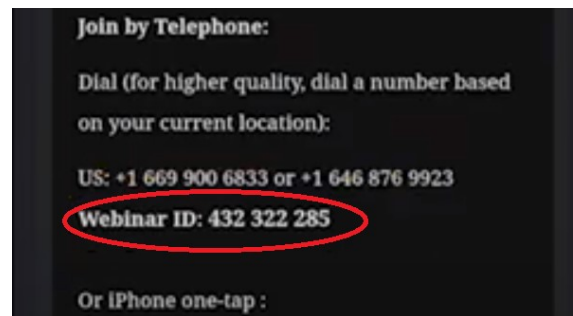 Join by Telephone:
Dial (for higher quality, dial a number based
on your current location):
US: +1 669 900 6833 or +1 646 876 9923
Webinar ID: 432 322 285
Or iPhone one-tap :